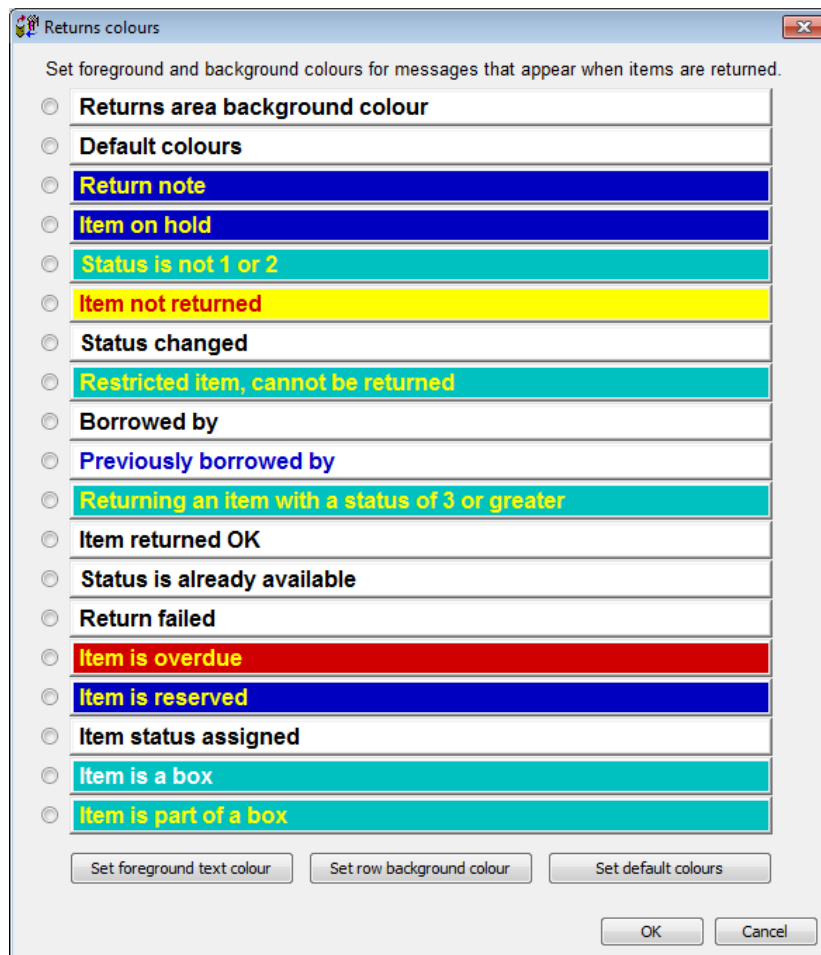 Returns colours
Set foreground and background colours for messages that appear when items are returned.
Returns area background colour
Default colours
Return note
Item on hold
Status is not 1 or 2
Item not returned
Status changed
Restricted item, cannot be returned
Borrowed by
Previously borrowed by
Returning an item with a status of 3 or greater
Item returned OK
Status is already available
Return failed
Item is overdue
Item is reserved
Item status assigned
Item is a box
Item is part of a box
Set foreground text colour Set row background colour Set default colours
OK Cancel